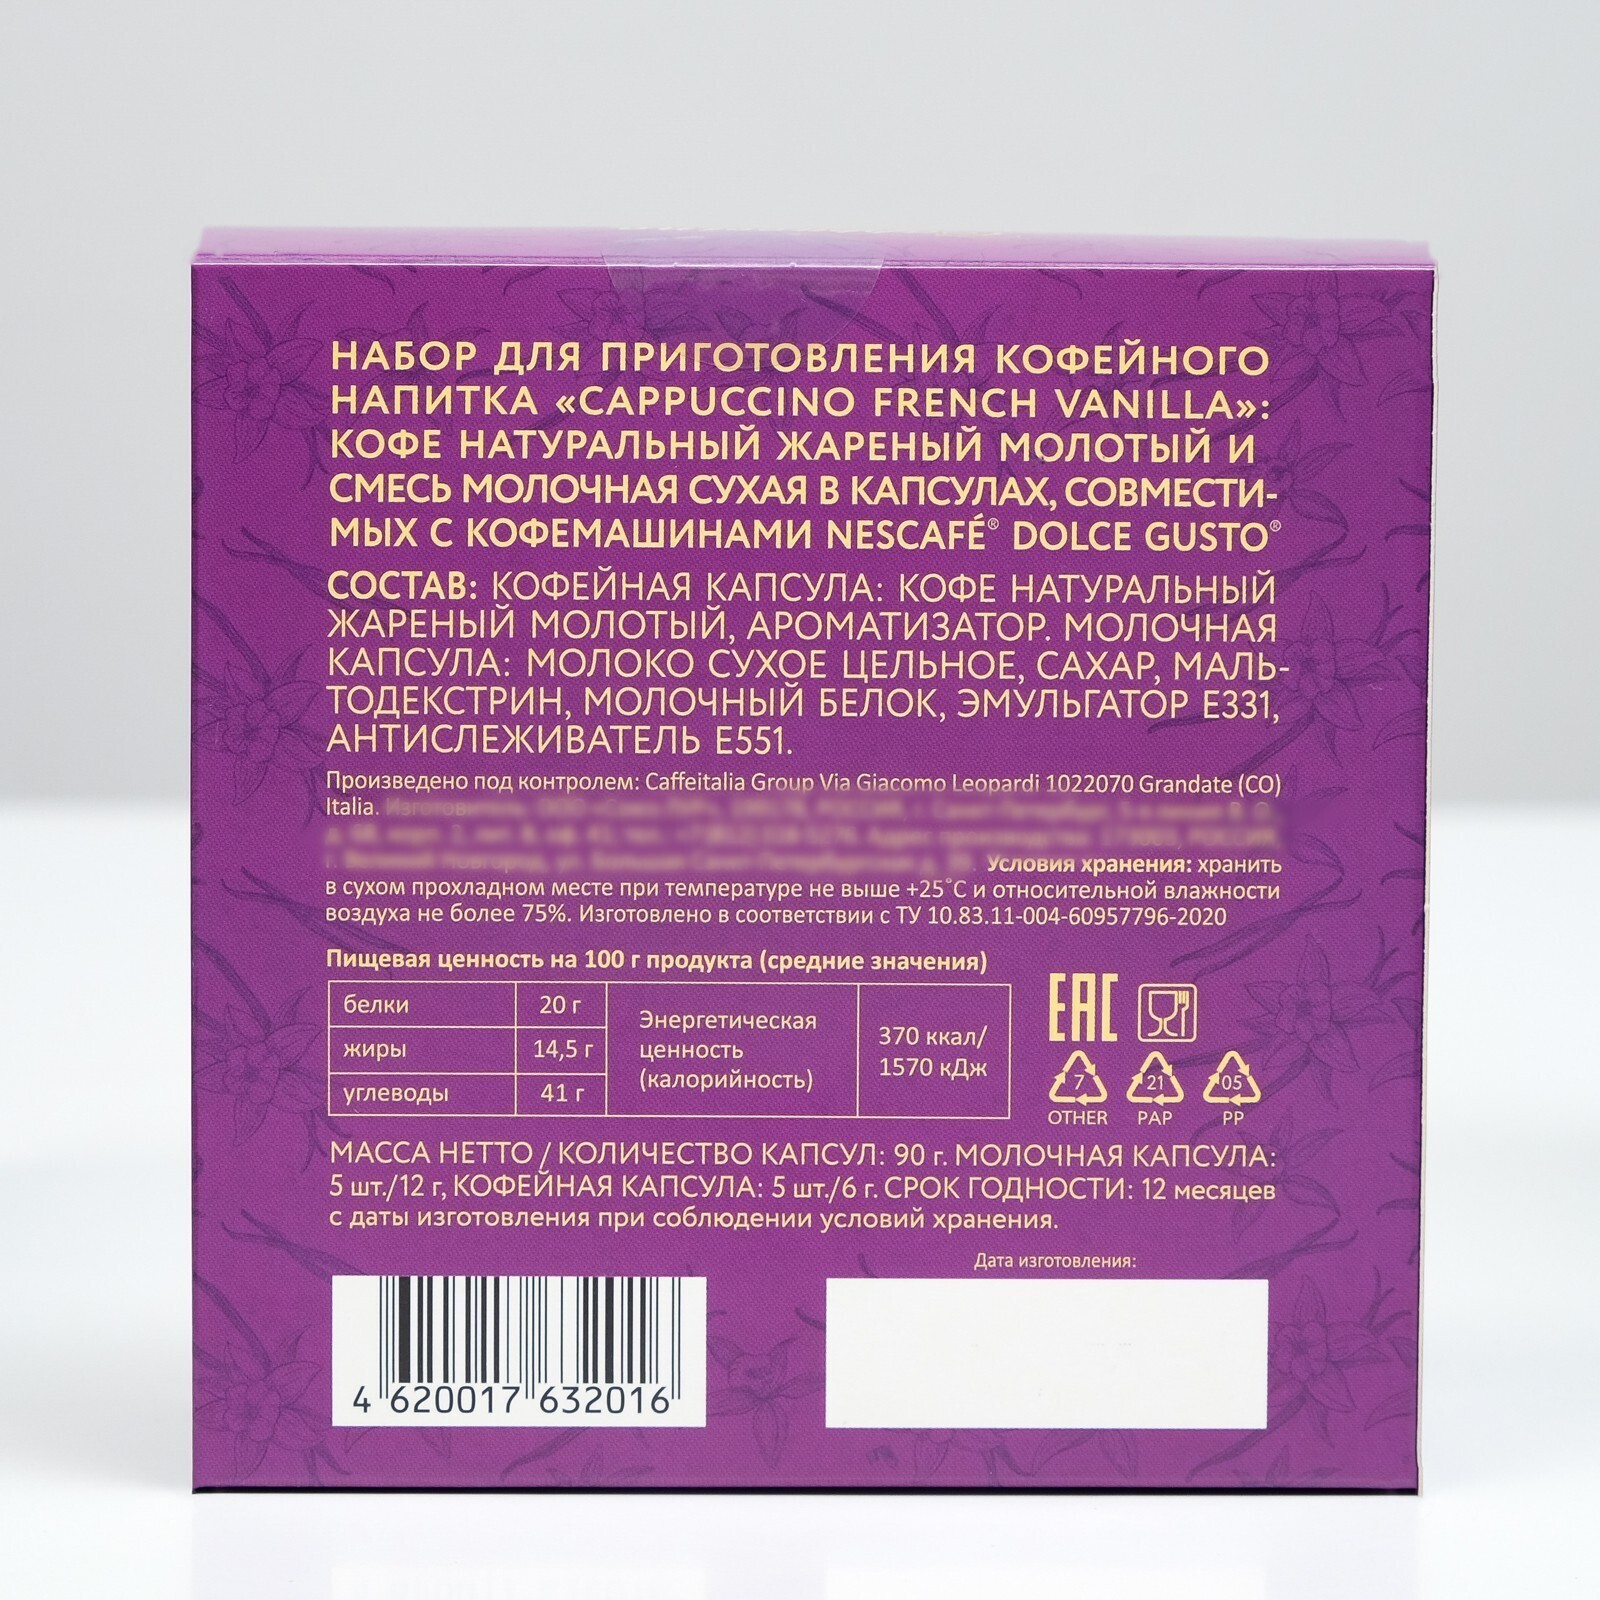 НАБОР ДЛЯ ПРИГОТОВЛЕНИЯ КОФЕЙНОГО
НАПИТКА «CAPPUCCINO FRENCH VANILLA»:
КОФЕ НАТУРАЛЬНЫЙ ЖАРЕНЫЙ МОЛОТЫЙ И
СМЕСЬ МОЛОЧНАЯ СУХАЯ В КАПСУЛАХ, СОВМЕСТИ-
МЫХ С КОФЕМАШИНАМИ NESCAFÉ® DOLCE GUSTO®
СОСТАВ: КОФЕЙНАЯ КАПСУЛА: КОФЕ НАТУРАЛЬНЫЙ
ЖАРЕНЫЙ МОЛОТЫЙ, АРОМАТИЗАТОР. МОЛОЧНАЯ
КАПСУЛА: МОЛОКО СУХОЕ ЦЕЛЬНОЕ, САХАР, МАЛЬ-
ТОДЕКСТРИН, МОЛОЧНЫЙ БЕЛОК, ЭМУЛЬГАТОР Е331,
АНТИСЛЕЖИВАТЕЛЬ Е551.
Произведено под контролем: Caffeitalia Group Via Giacomo Leopardi 1022070 Grandate (CO)
Italia.
Условия хранения: хранить
в сухом прохладном месте при температуре не выше +25˚С и относительной влажности
воздуха не более 75%. Изготовлено в соответствии с ТУ 10.83.11-004-60957796-2020
Пищевая ценность на 100 г продукта (средние значения)
белки 20 г
жиры 14,5 г
углеводы 41 г
Энергетическая
ценность
(калорийность)
370 ккал/
1570 кДж
EAC
7 21 05
OTHER PAP PP
МАССА НЕТТО / КОЛИЧЕСТВО КАПСУЛ: 90 г. МОЛОЧНАЯ КАПСУЛА:
5 шт./12 г, КОФЕЙНАЯ КАПСУЛА: 5 шт./6 г. СРОК ГОДНОСТИ: 12 месяцев
с даты изготовления при соблюдении условий хранения.
Дата изготовления:
4 620017 632016